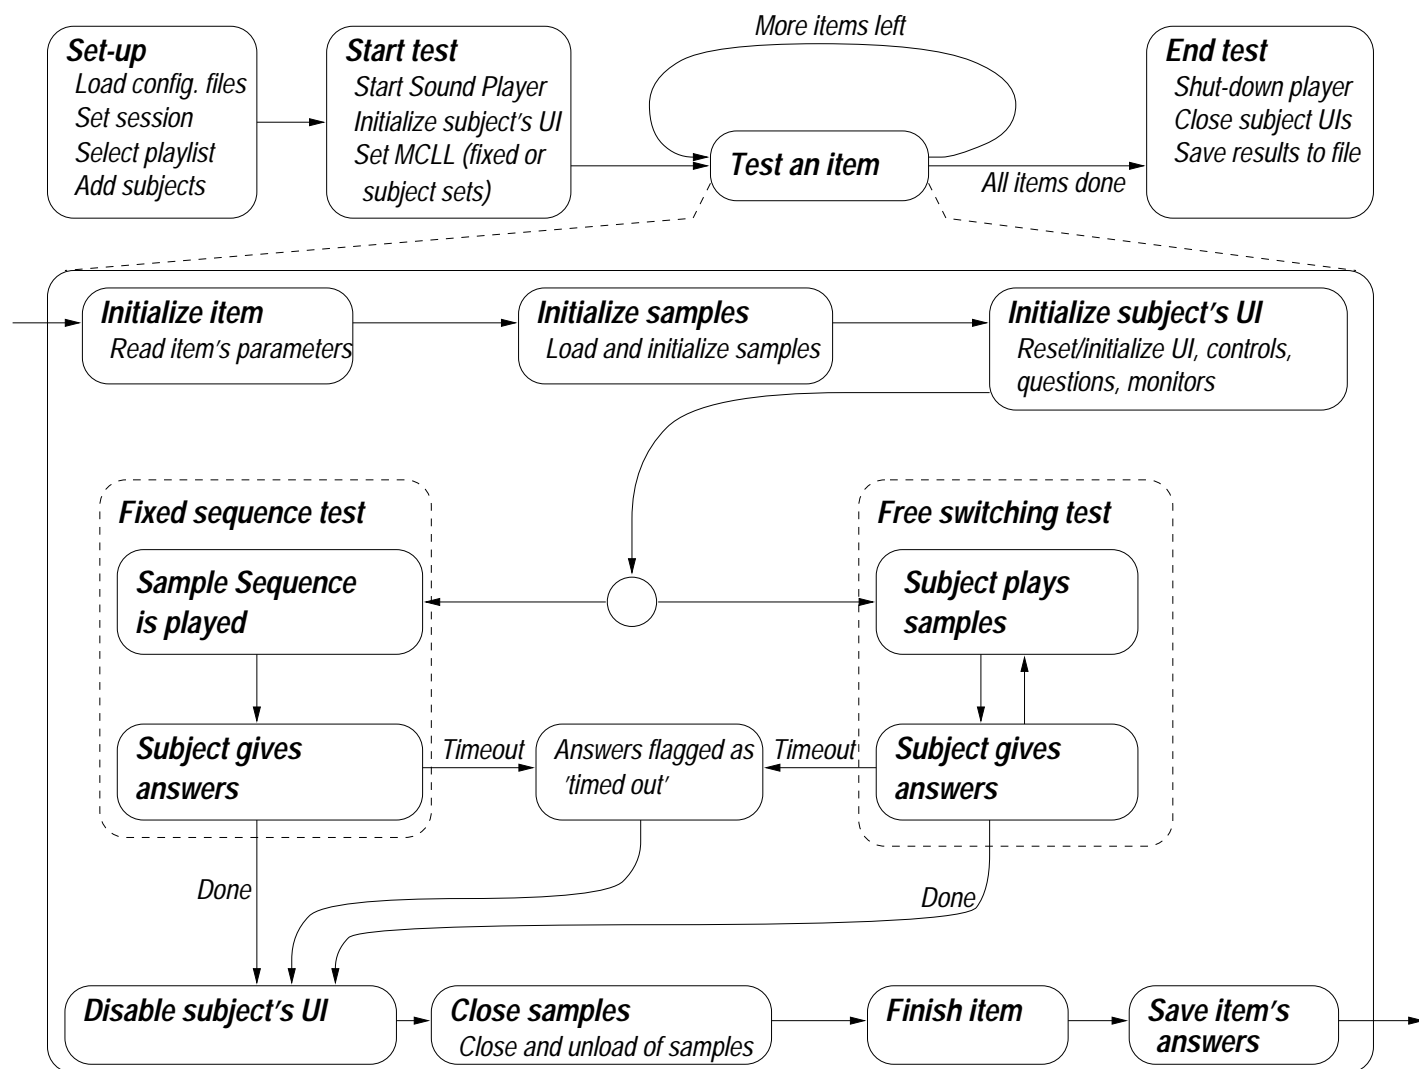 More items left
Set-up
Load config. files
Set session
Select playlist
Add subjects
Start test
Start Sound Player
Initialize subject's UI
Set MCLL (fixed or
subject sets)
Test an item
All items done
End test
Shut-down player
Close subject UIs
Save results to file
Initialize item
Read item's parameters
Initialize samples
Load and initialize samples
Initialize subject's UI
Reset/initialize UI, controls,
questions, monitors
Fixed sequence test
Sample Sequence
is played
Subject gives
answers
Timeout
Answers flagged as
'timed out'
Timeout
Free switching test
Subject plays
samples
Subject gives
answers
Done
Done
Disable subject's UI
Close samples
Close and unload of samples
Finish item
Save item's
answers